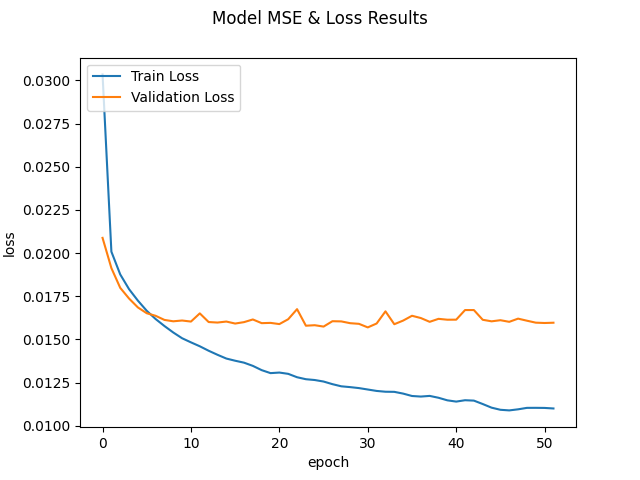 Model MSE & Loss Results
Train Loss
Validation Loss
0.0300
0.0275
0.0250
0.0225
0.0200
0.0175
0.0150
0.0125
0.0100
loss
0 10 20 30 40 50
epoch